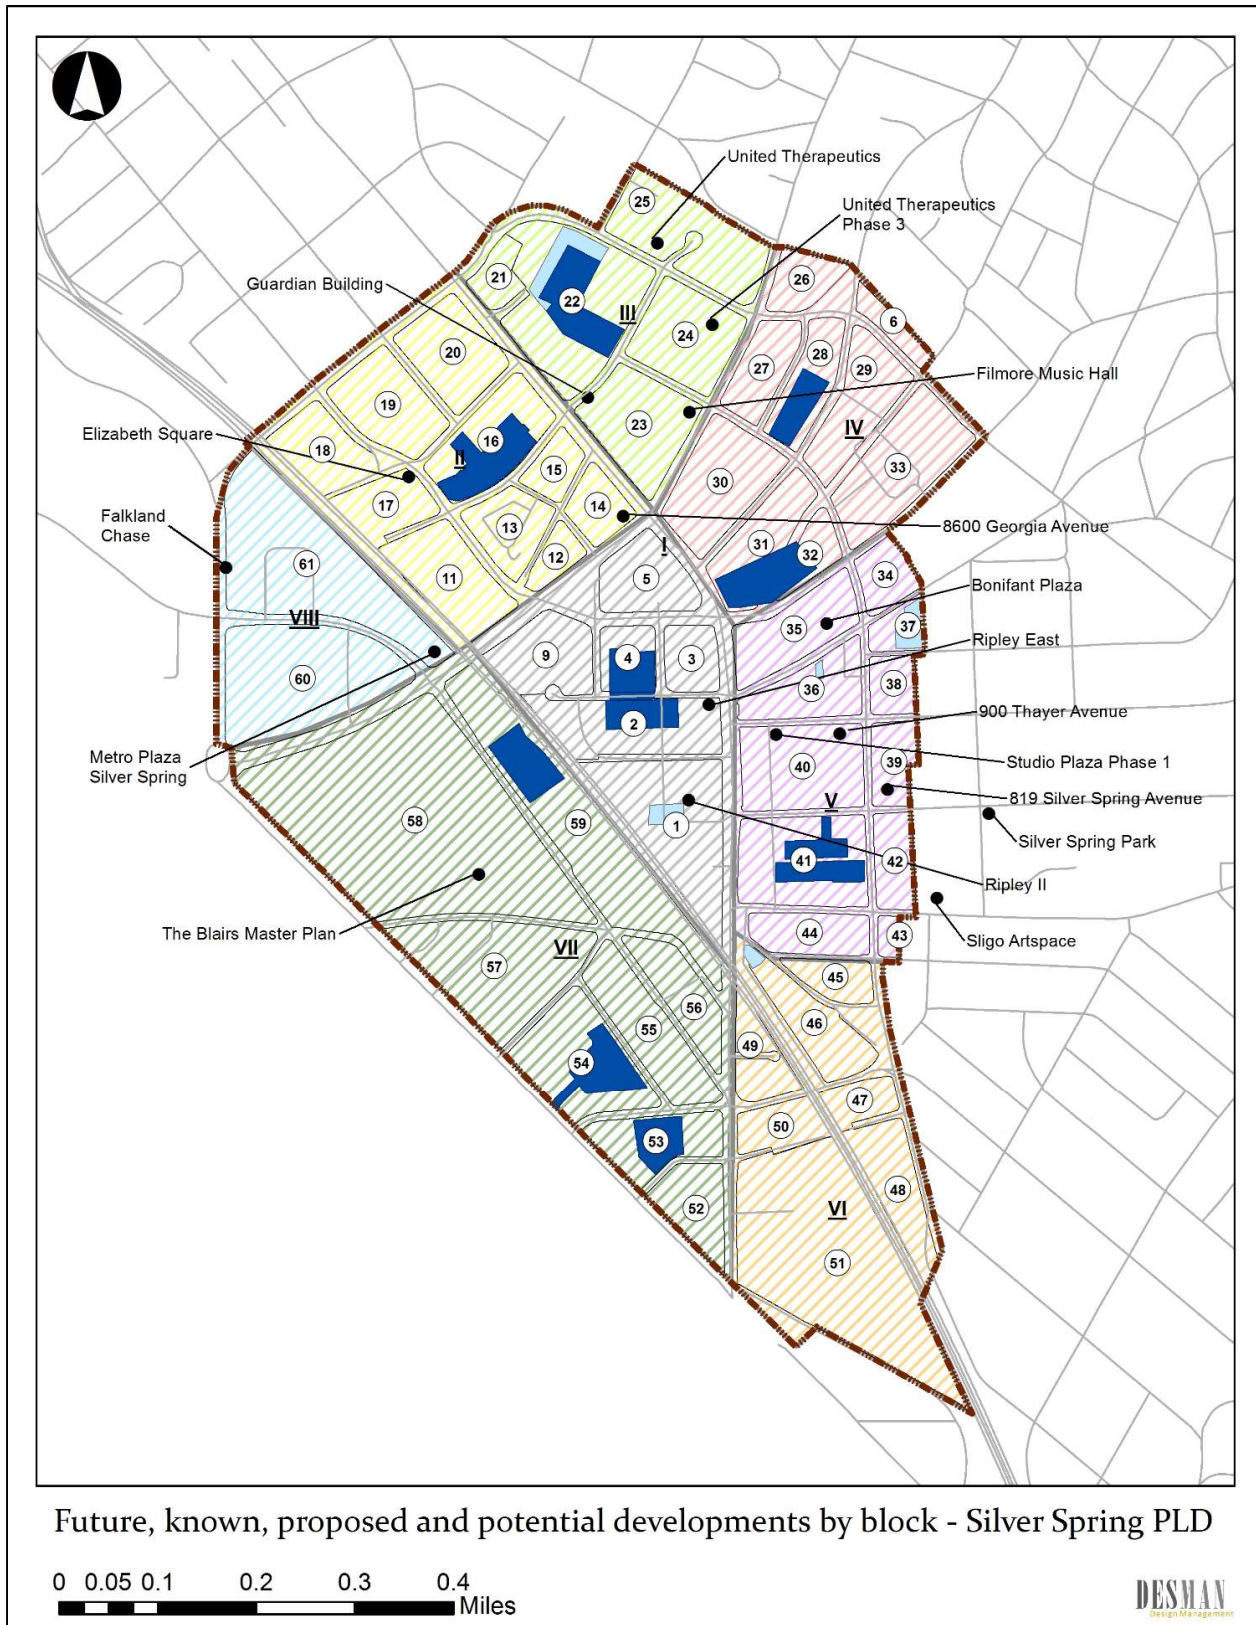 United Therapeutics
25
United Therapeutics
Phase 3
Guardian Building
21
22
III
26
6
24
20
27
28
29
Filmore Music Hall
19
23
IV
Elizabeth Square
18
16
II
15
30
33
17
14
Falkland
Chase
13
8600 Georgia Avenue
I
31
32
61
12
5
11
34
Bonifant Plaza
VIII
35
37
Ripley East
9
4
3
60
36
38
900 Thayer Avenue
2
Metro Plaza
Silver Spring
40
39
Studio Plaza Phase 1
V
819 Silver Spring Avenue
58
59
1
Silver Spring Park
41
42
Ripley II
The Blairs Master Plan
VII
44
43
Sligo Artspace
57
45
56
46
55
49
54
47
50
53
48
52
VI
51
Future, known, proposed and potential developments by block - Silver Spring PLD
0 0.05 0.1 0.2 0.3 0.4
Miles
DESMAN
Design Management